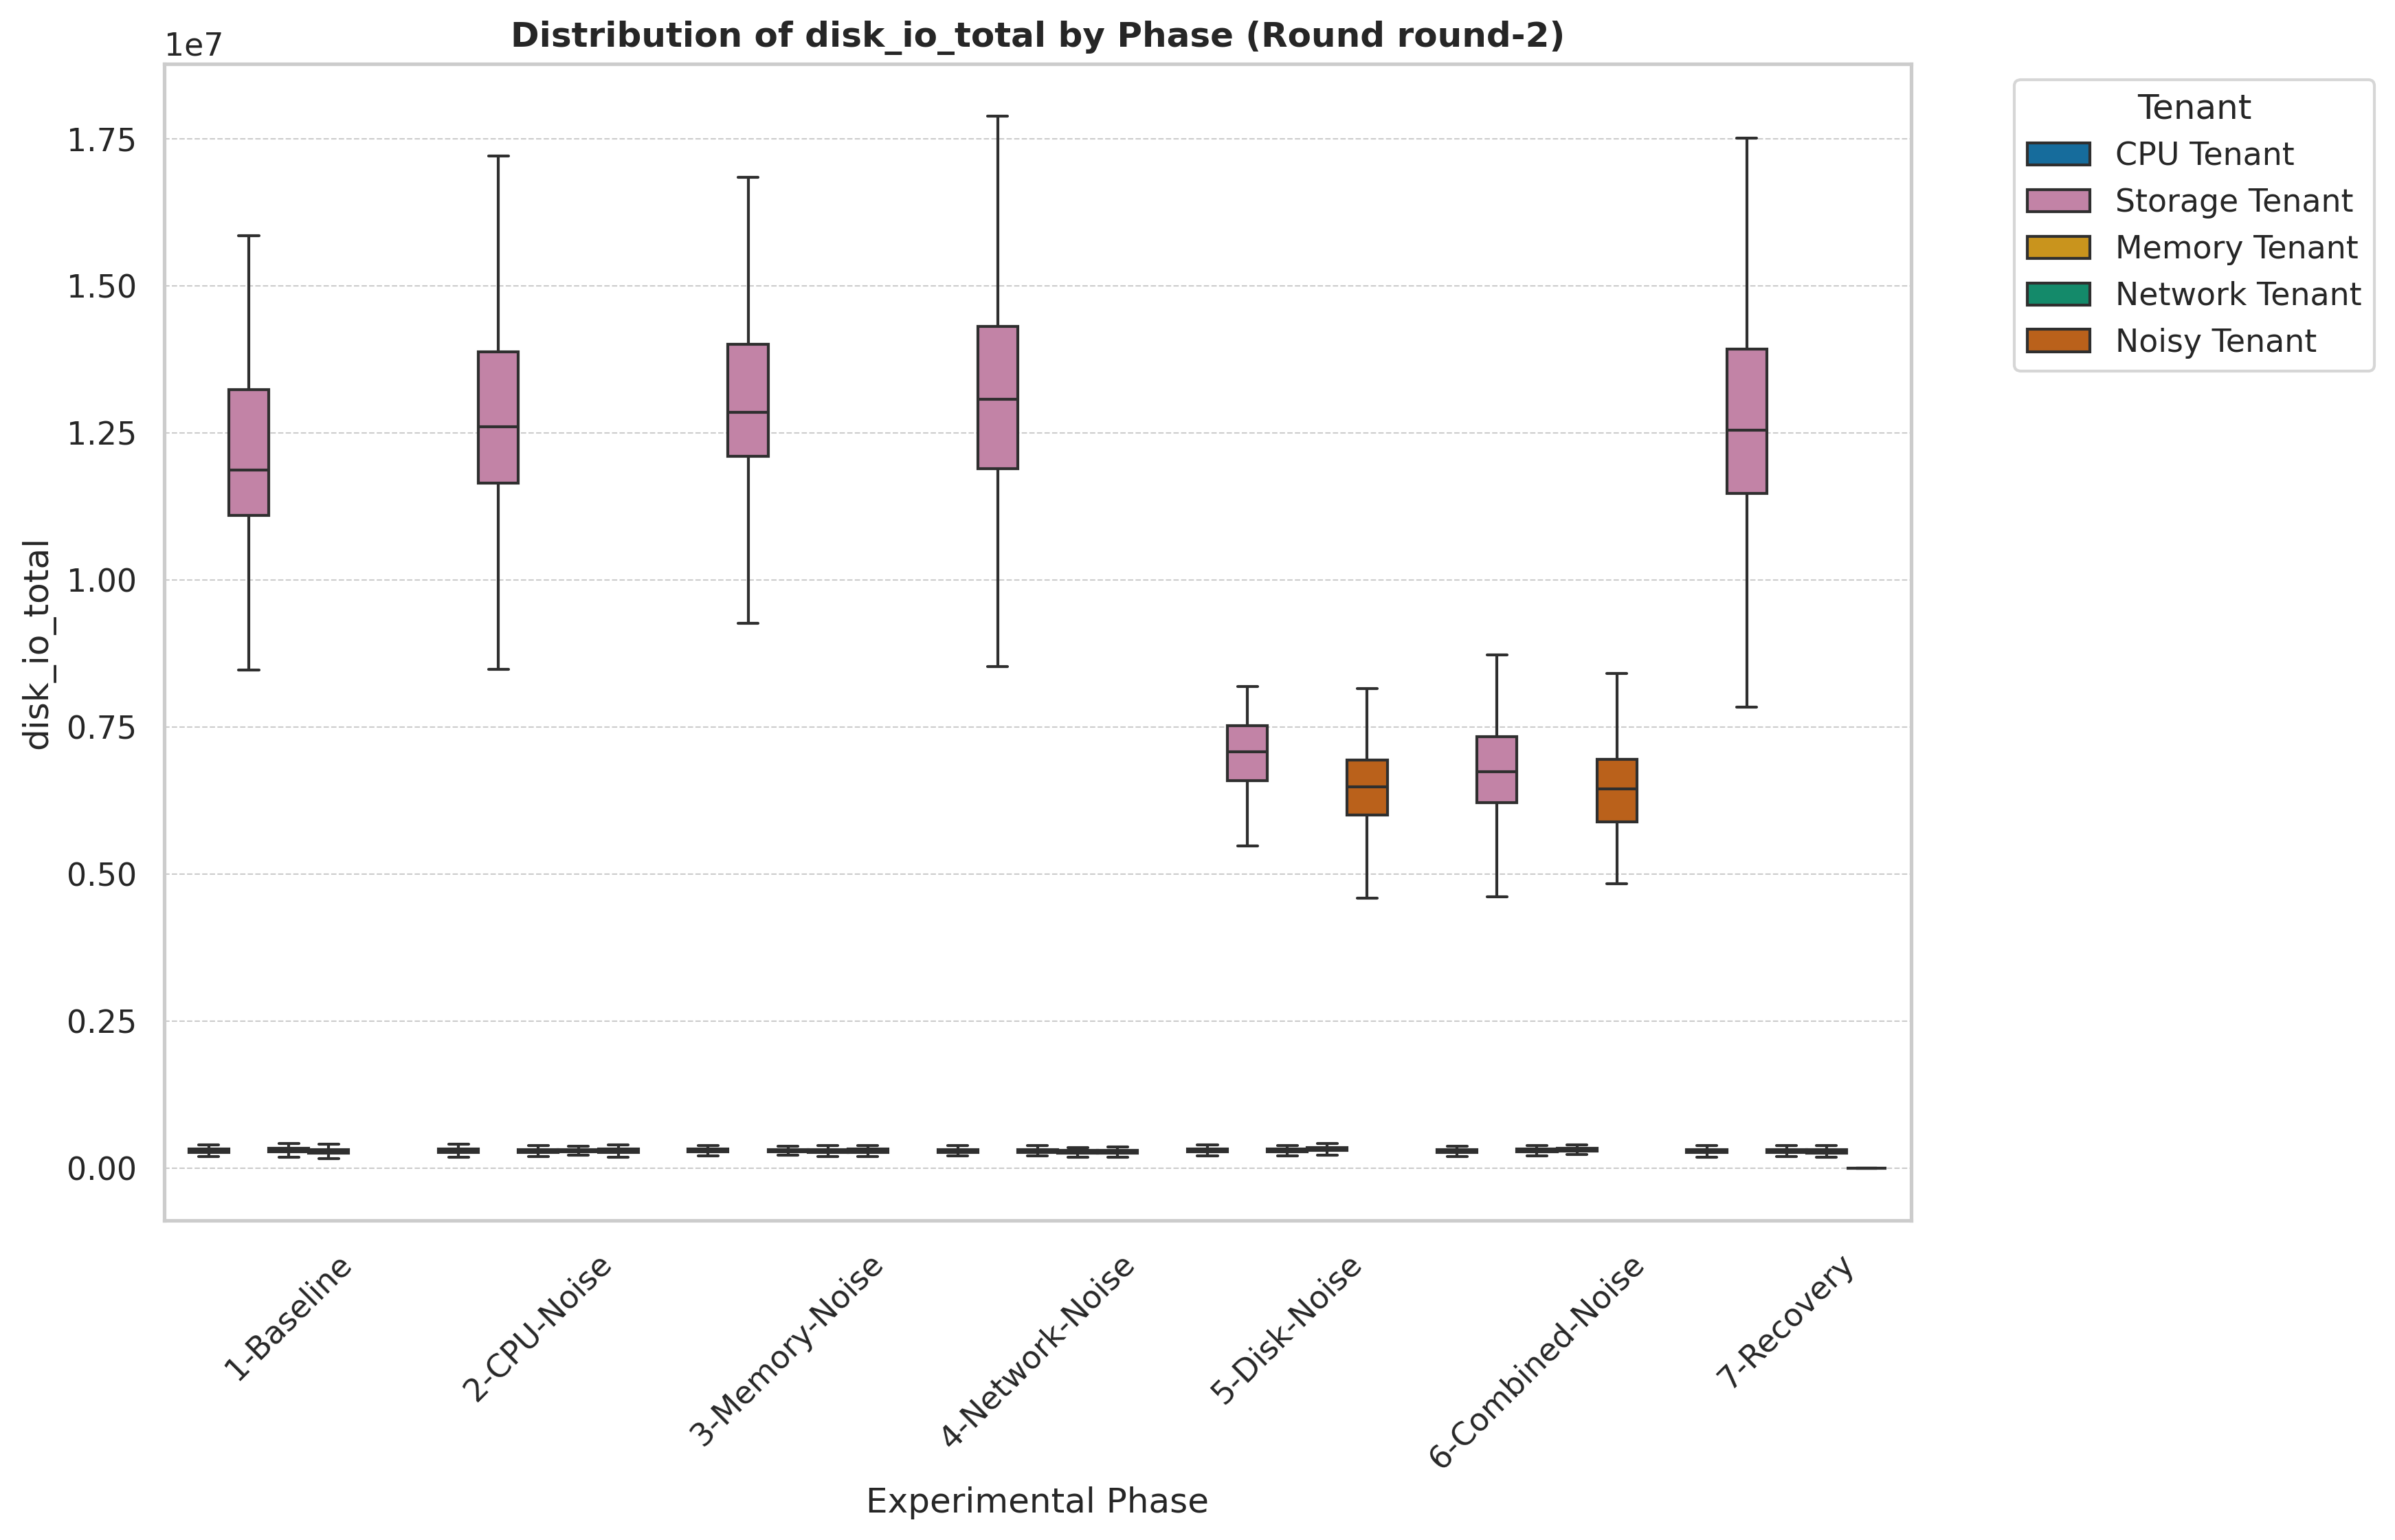 Distribution of disk_io_total by Phase (Round round-2)
1e7
1.75
1.50
1.25
1.00
0.75
0.50
0.25
0.00
disk_io_total
1-Baseline
2-CPU-Noise
3-Memory-Noise
4-Network-Noise
5-Disk-Noise
6-Combined-Noise
7-Recovery
Experimental Phase
Tenant
CPU Tenant
Storage Tenant
Memory Tenant
Network Tenant
Noisy Tenant